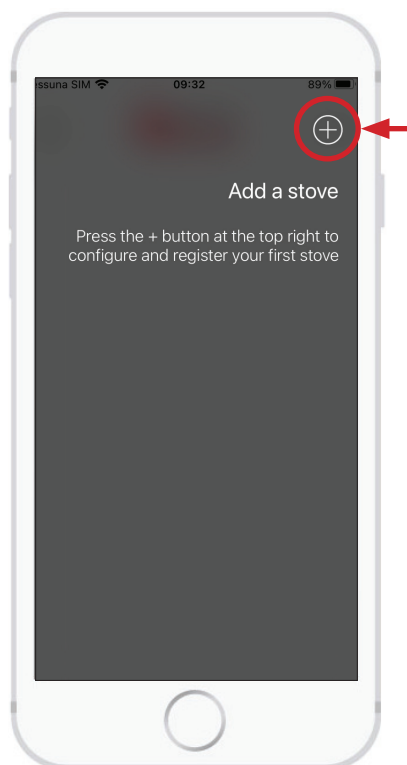 ssuna SIM 09:32 89%
Add a stove
Press the + button at the top right to
configure and register your first stove